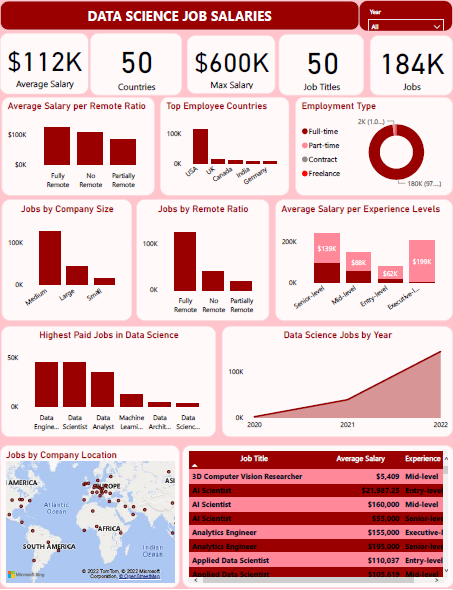 DATA SCIENCE JOB SALARIES
Year
All
$112K
Average Salary
50
Countries
$600K
Max Salary
50
Job Titles
184K
Jobs
Average Salary per Remote Ratio
$100K
$0K
Fully Remote
No Remote
Partially Remote
Top Employee Countries
100K
0K
USA
UK
Canada
India
Germany
Employment Type
Full-time
Part-time
Contract
Freelance
2K (1.0...)
180K (97....)
Jobs by Company Size
100K
0K
Medium
Large
Small
Jobs by Remote Ratio
100K
0K
Fully Remote
No Remote
Partially Remote
Average Salary per Experience Levels
200K
0K
$139K
$88K
$62K
$199K
Senior-level
Mid-level
Entry-level
Executive-l...
Highest Paid Jobs in Data Science
50K
0K
Data Engine...
Data Scientist
Data Analyst
Machine Learni...
Data Archit...
Data Scienc...
Data Science Jobs by Year
100K
0K
2020
2021
2022
Jobs by Company Location
AMERICA
EUROPE
ASI
Atlantic
Ocean
AFRICA
SOUTH AMERICA
Indian
Ocean
Microsoft Bing
© 2022 TomTom, © 2022 Microsoft
Corporation, © OpenStreetMap
Job Title Average Salary Experience
3D Computer Vision Researcher $5,409 Mid-level
AI Scientist Entry-level
AI Scientist $160,000 Mid-level
AI Scientist $55,000 Senior-level
Analytics Engineer $155,000 Executive-l
Analytics Engineer $195,000 Senior-level
Applied Data Scientist $110,037 Entry-level
Applied Data Scientist Mid-level